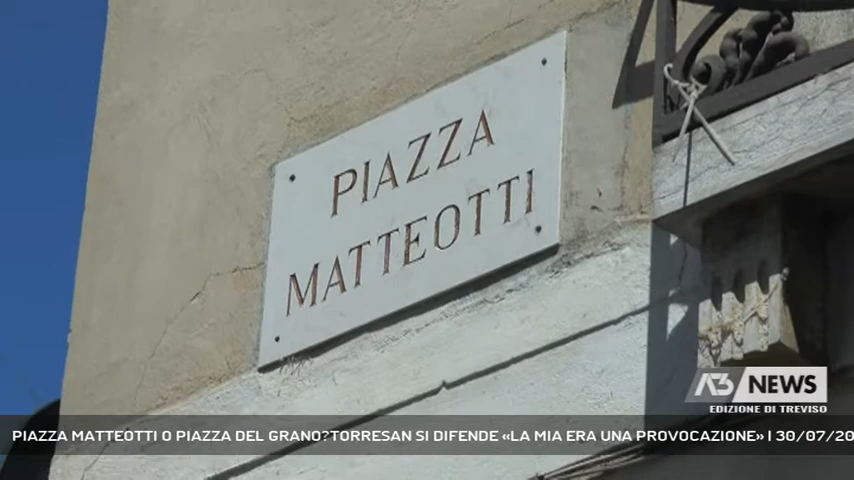 PIAZZA
MATTEOTTI
A3 NEWS
EDIZIONE DI TREVISO
PIAZZA MATTEOTTI O PIAZZA DEL GRANO?TORRESAN SI DIFENDE «LA MIA ERA UNA PROVOCAZIONE» | 30/07/20